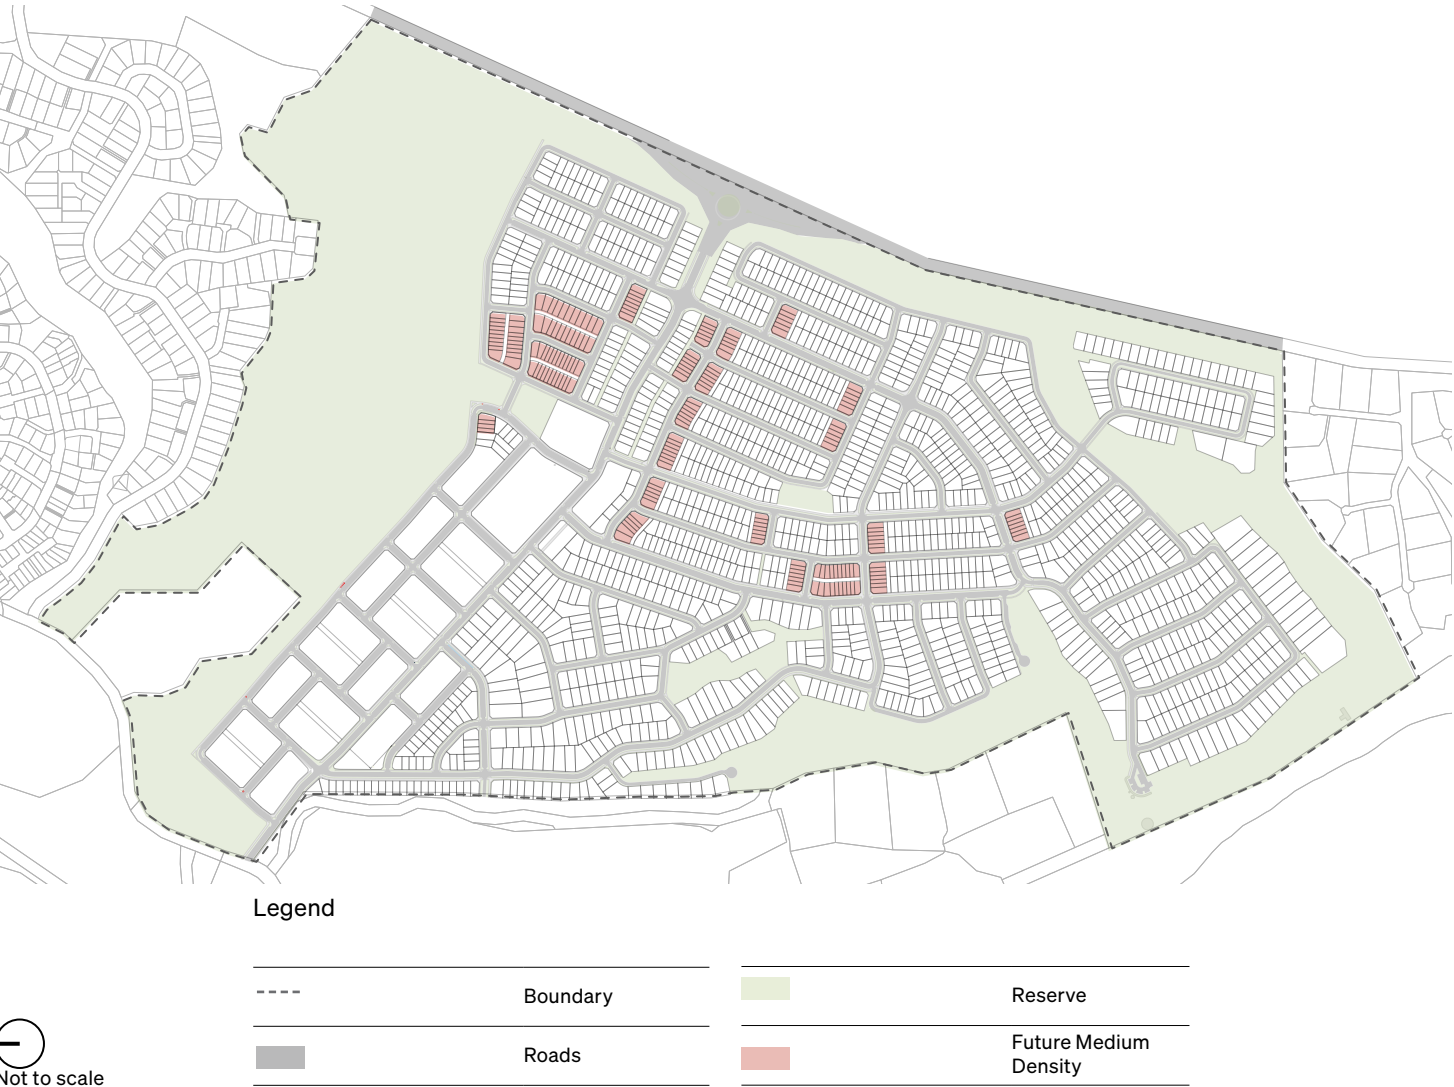 Legend
Boundary
Reserve
Roads
Future Medium
Density
Not to scale